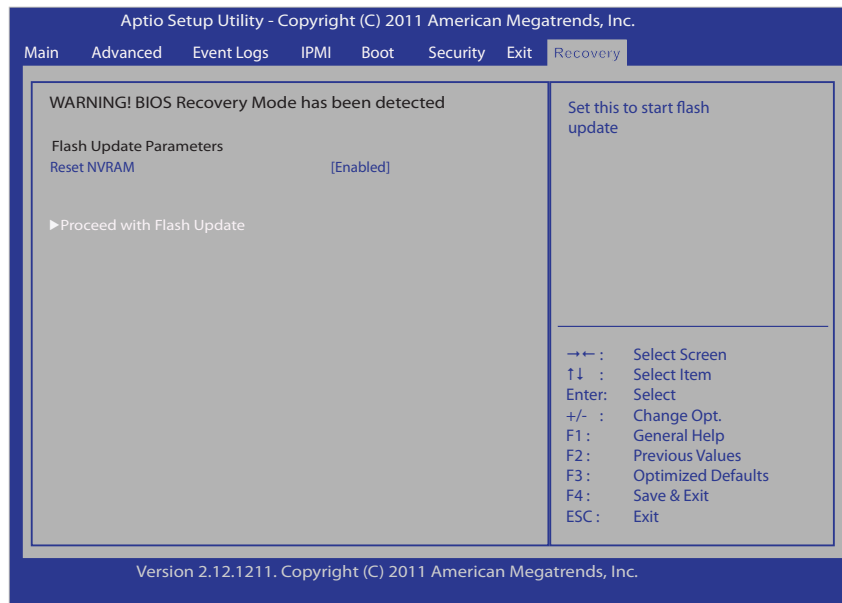 Aptio Setup Utility - Copyright (C) 2011 American Megatrends, Inc.
Main Advanced Event Logs IPMI Boot Security Exit Recovery
WARNING! BIOS Recovery Mode has been detected
Flash Update Parameters
Reset NVRAM [Enabled]
▶Proceed with Flash Update
Set this to start flash
update
→← : Select Screen
↑↓ : Select Item
Enter: Select
+/- : Change Opt.
F1 : General Help
F2 : Previous Values
F3 : Optimized Defaults
F4 : Save & Exit
ESC : Exit
Version 2.12.1211. Copyright (C) 2011 American Megatrends, Inc.